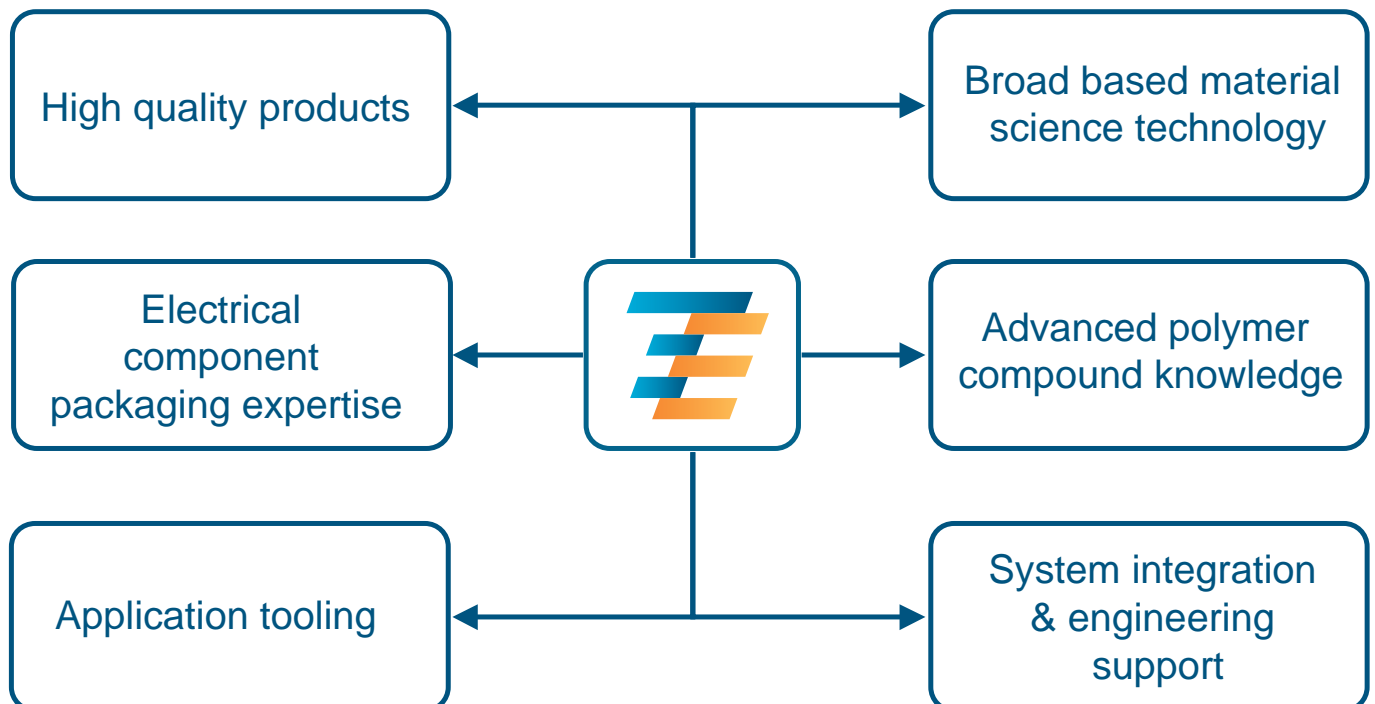 High quality products
Broad based material
science technology
Electrical
component
packaging expertise
Advanced polymer
compound knowledge
Application tooling
System integration
& engineering
support